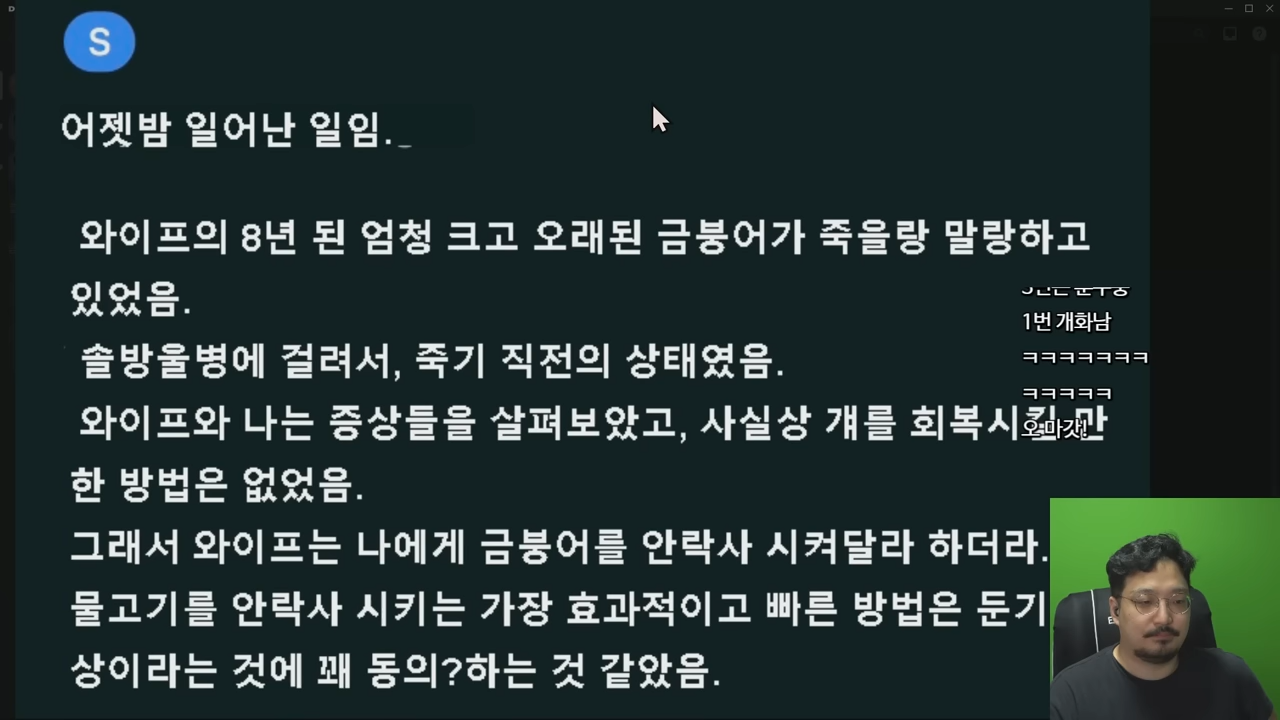 S
어젯밤 일어난 일임._
와이프의 8년 된 엄청 크고 오래된 금붕어가 죽을랑 말랑하고
있었음.
솔방울병에 걸려서, 죽기 직전의 상태였음.
와이프와 나는 증상들을 살펴보았고, 사실상 걔를 회복시킬 만
한 방법은 없었음.
그래서 와이프는 나에게 금붕어를 안락사 시켜달라 하더라.
물고기를 안락사 시키는 가장 효과적이고 빠른 방법은 둔기
상이라는 것에 꽤 동의?하는 것 같았음.
1번 개화남
ㅋㅋㅋㅋㅋㅋㅋ
ㅋㅋㅋㅋㅋ
오 마갓!